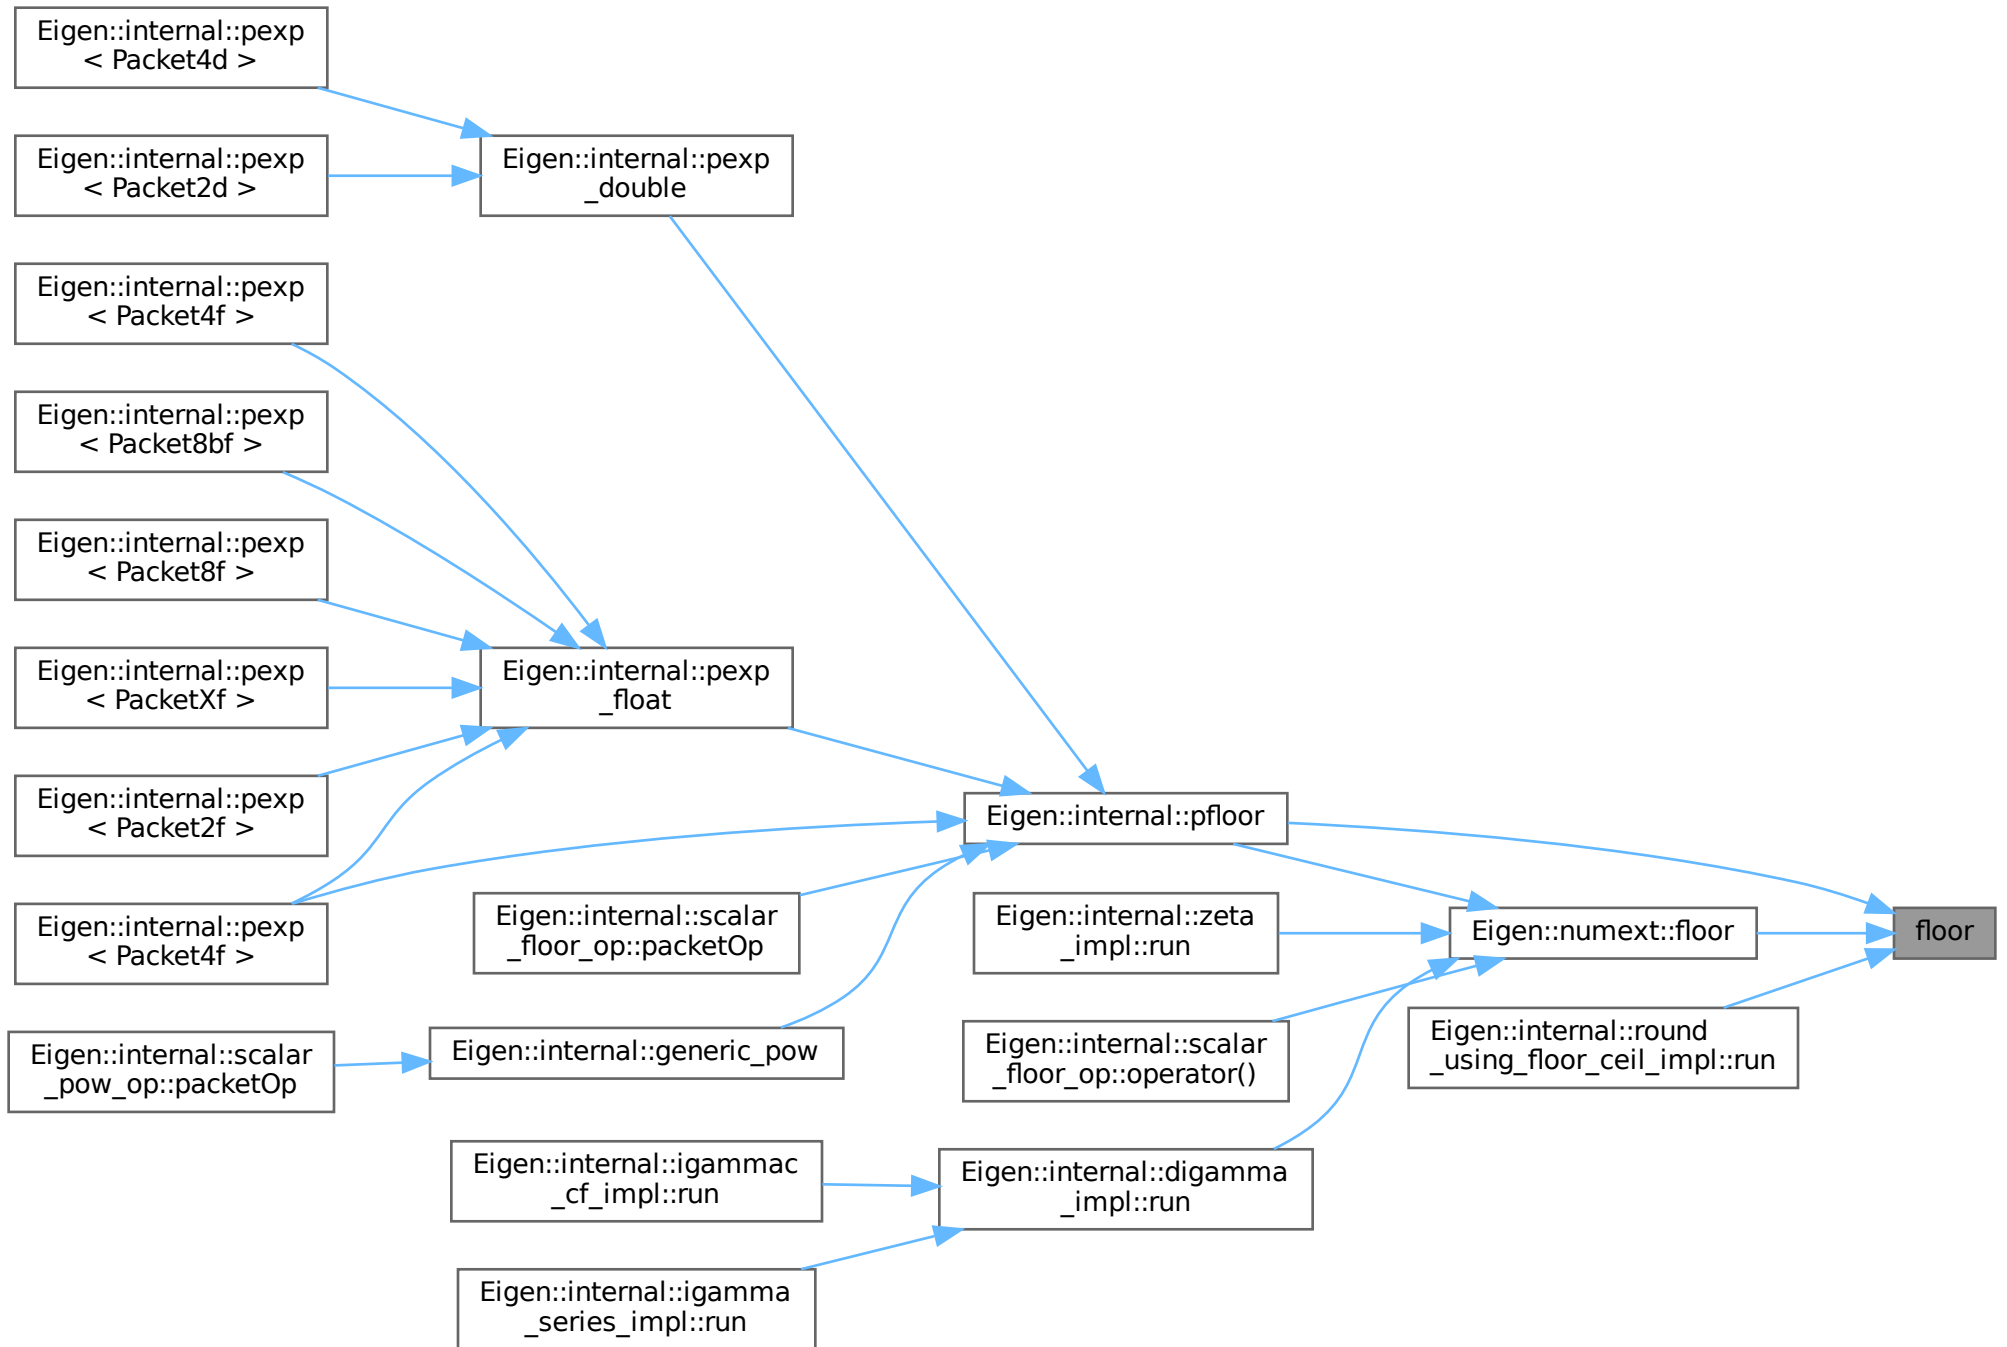 Eigen::internal::pexp
< Packet4d >
Eigen::internal::pexp
< Packet2d >
Eigen::internal::pexp
_double
Eigen::internal::pexp
< Packet4f >
Eigen::internal::pexp
< Packet8bf >
Eigen::internal::pexp
< Packet8f >
Eigen::internal::pexp
< PacketXf >
Eigen::internal::pexp
_float
Eigen::internal::pexp
< Packet2f >
Eigen::internal::pfloor
Eigen::internal::pexp
< Packet4f >
Eigen::internal::scalar
_floor_op::packetOp
Eigen::internal::zeta
_impl::run
Eigen::numext::floor
floor
Eigen::internal::scalar
_pow_op::packetOp
Eigen::internal::generic_pow
Eigen::internal::scalar
_floor_op::operator()
Eigen::internal::round
_using_floor_ceil_impl::run
Eigen::internal::igammac
_cf_impl::run
Eigen::internal::digamma
_impl::run
Eigen::internal::igamma
_series_impl::run